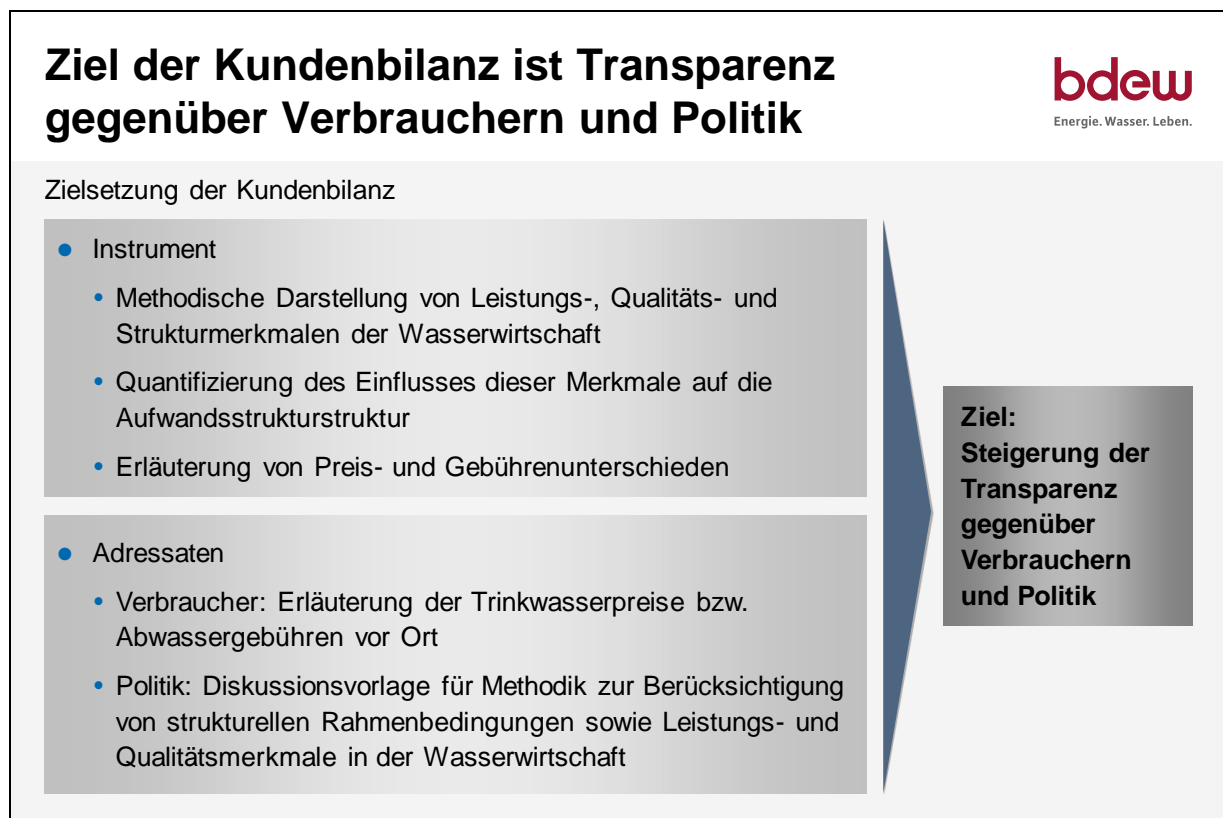 Ziel der Kundenbilanz ist Transparenz
gegenüber Verbrauchern und Politik
bdew
Energie. Wasser. Leben.
Zielsetzung der Kundenbilanz
• Instrument
• Methodische Darstellung von Leistungs-, Qualitäts- und
Strukturmerkmalen der Wasserwirtschaft
• Quantifizierung des Einflusses dieser Merkmale auf die
Aufwandsstrukturstruktur
• Erläuterung von Preis- und Gebührenunterschieden
• Adressaten
• Verbraucher: Erläuterung der Trinkwasserpreise bzw.
Abwassergebühren vor Ort
• Politik: Diskussionsvorlage für Methodik zur Berücksichtigung
von strukturellen Rahmenbedingungen sowie Leistungs- und
Qualitätsmerkmale in der Wasserwirtschaft
Ziel:
Steigerung der
Transparenz
gegenüber
Verbrauchern
und Politik